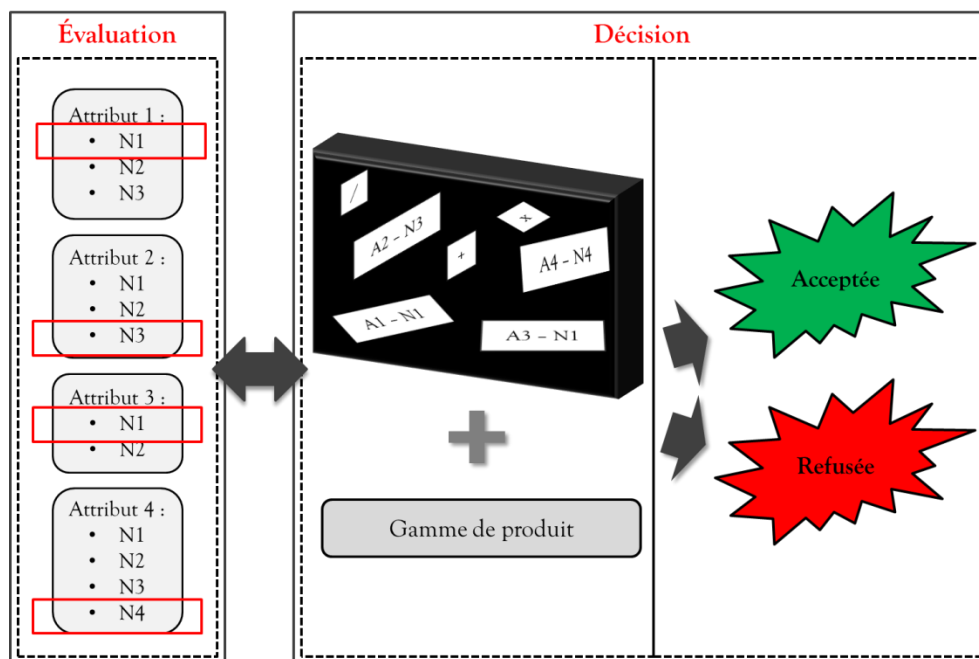 Évaluation
Attribut 1 :
• N1
• N2
• N3
Attribut 2 :
• N1
• N2
• N3
Attribut 3 :
• N1
• N2
Attribut 4 :
• N1
• N2
• N3
• N4
Décision
/
A2 – N3
+
x
A4 – N4
A1 – N1
A3 – N1
Gamme de produit
Acceptée
Refusée